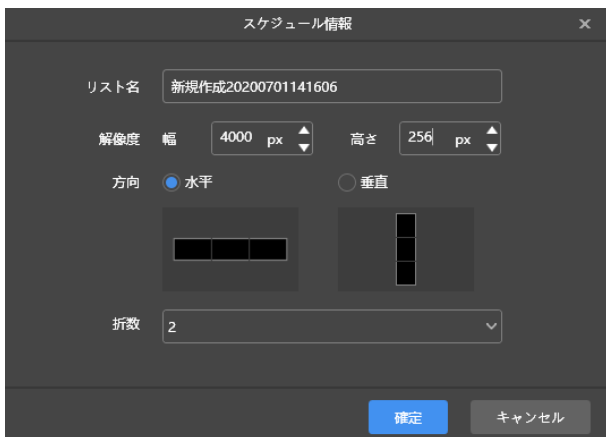 スケジュール情報
リスト名 新規作成20200701141606
解像度 幅 4000 px 高さ 256 px
方向 水平 垂直
折数 2
確定 キャンセル